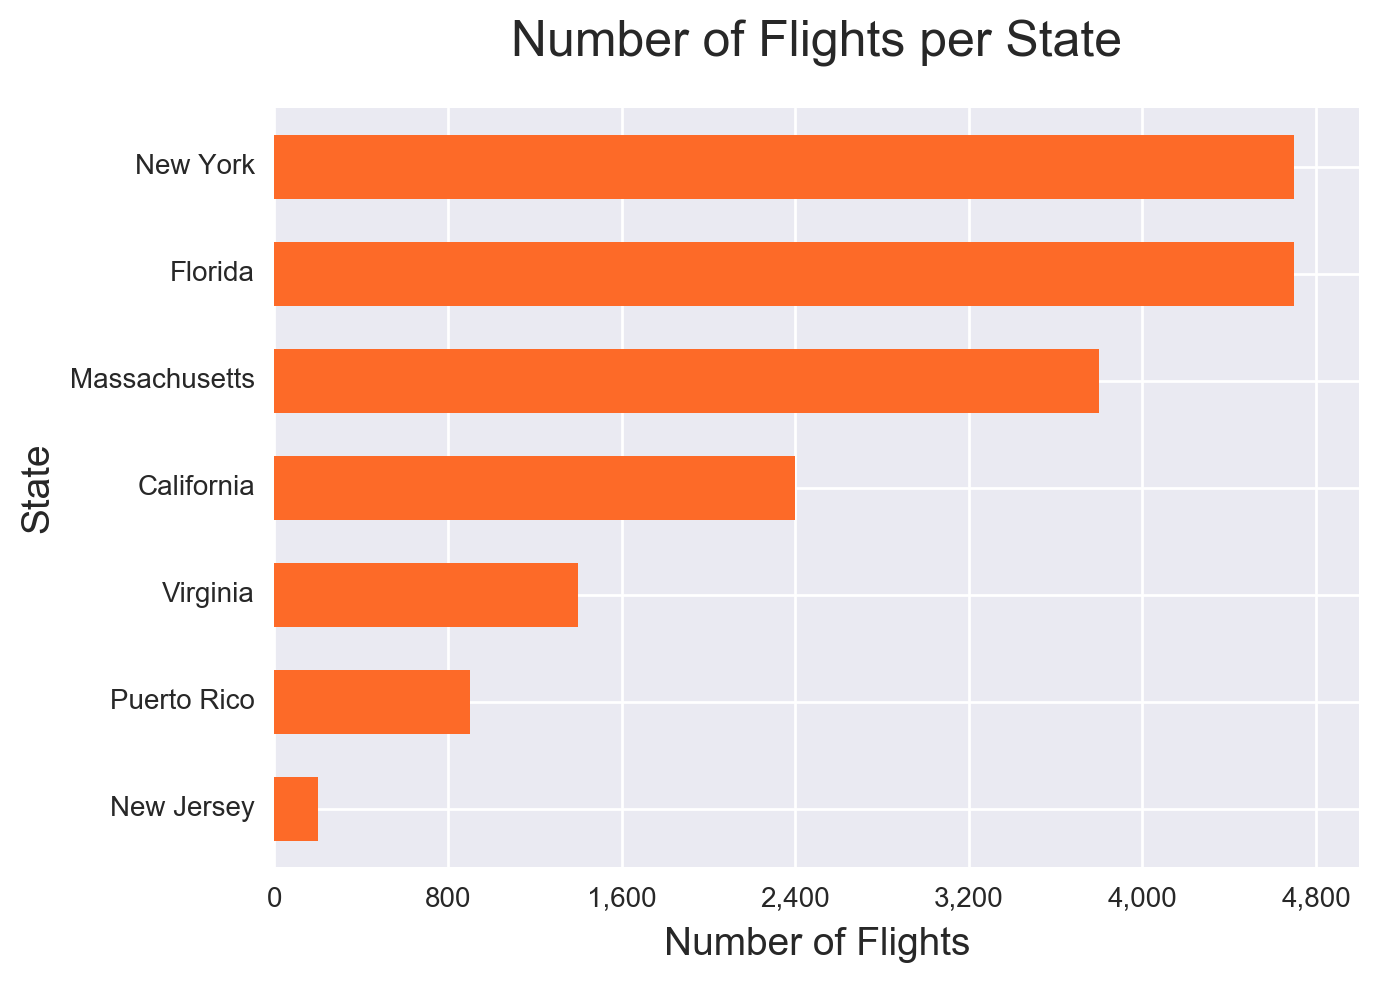 Number of Flights per State
State
New York
Florida
Massachusetts
California
Virginia
Puerto Rico
New Jersey
0 800 1,600 2,400 3,200 4,000 4,800
Number of Flights